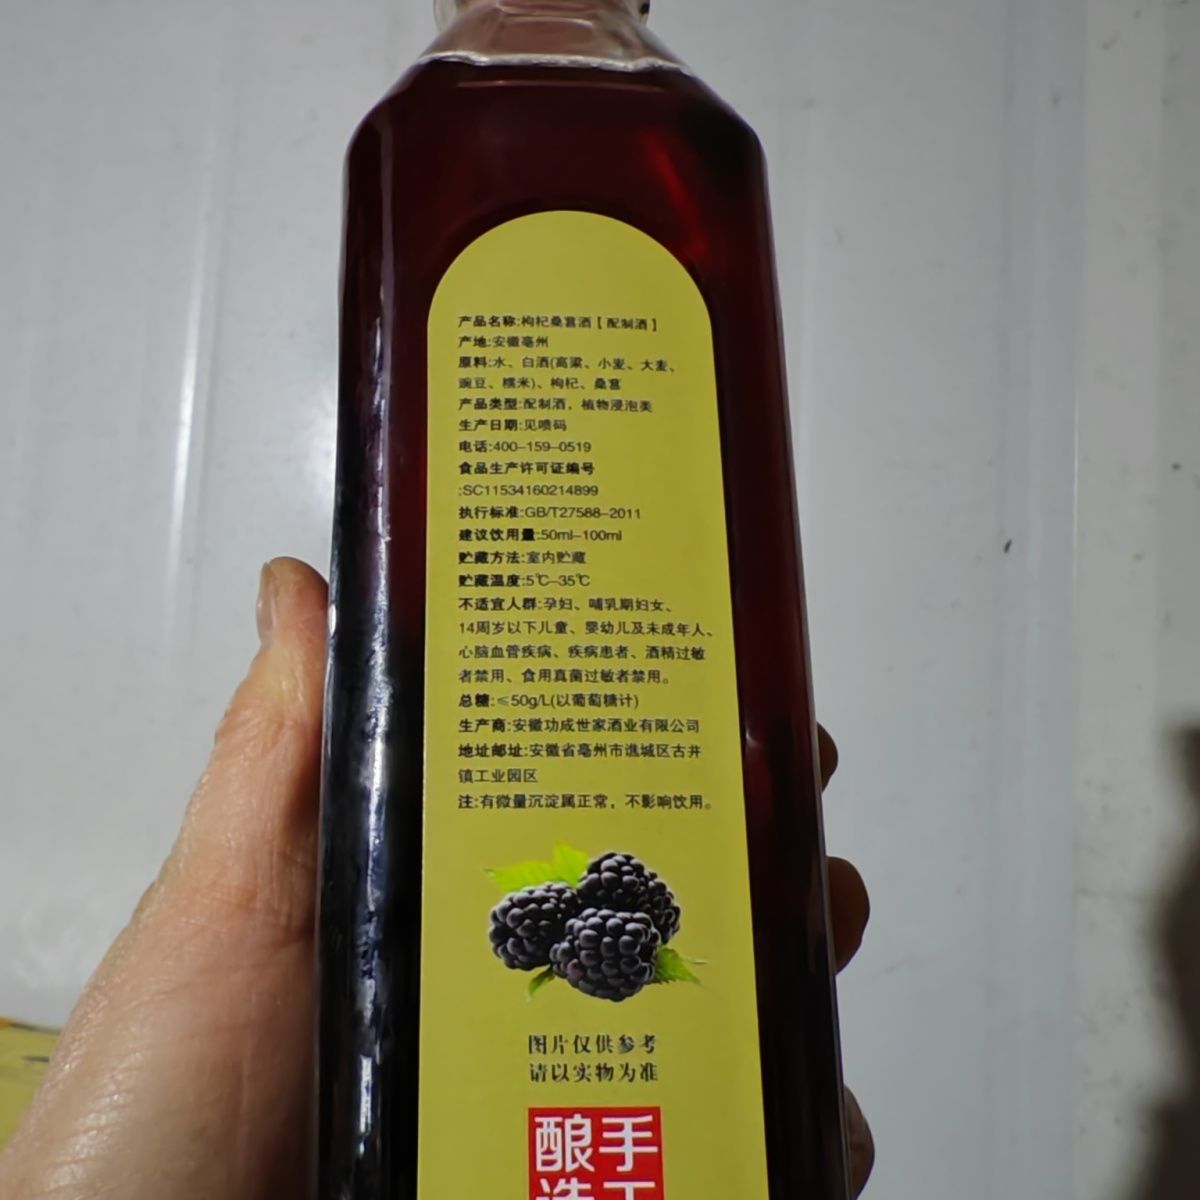 产品名称:枸杞桑葚酒【配制酒】
产地:安徽亳州
原料:水、白酒(高粱、小麦、大麦、
豌豆、糯米)、枸杞、桑葚
产品类型:配制酒，植物浸泡类
生产日期:见喷码
电话:400-159-0519
食品生产许可证编号
:SC11534160214899
执行标准:GB/T27588-2011
建议饮用量:50ml-100ml
贮藏方法:室内贮藏
贮藏温度:5℃-35℃
不适宜人群:孕妇、哺乳期妇女、
14周岁以下儿童、婴幼儿及未成年人、
心脑血管疾病、疾病患者、酒精过敏
者禁用、食用真菌过敏者禁用。
总糖:≤50g/L(以葡萄糖计)
生产商:安徽功成世家酒业有限公司
地址邮址:安徽省亳州市谯城区古井
镇工业园区
注:有微量沉淀属正常，不影响饮用。
图片仅供参考
请以实物为准
手工
酿造